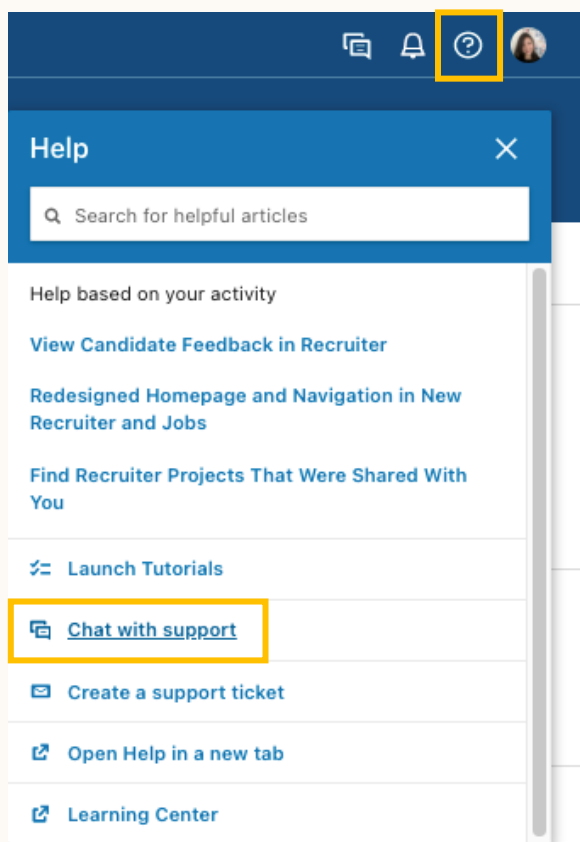 Help
Search for helpful articles
Help based on your activity
View Candidate Feedback in Recruiter
Redesigned Homepage and Navigation in New
Recruiter and Jobs
Find Recruiter Projects That Were Shared With
You
Launch Tutorials
Chat with support
Create a support ticket
Open Help in a new tab
Learning Center